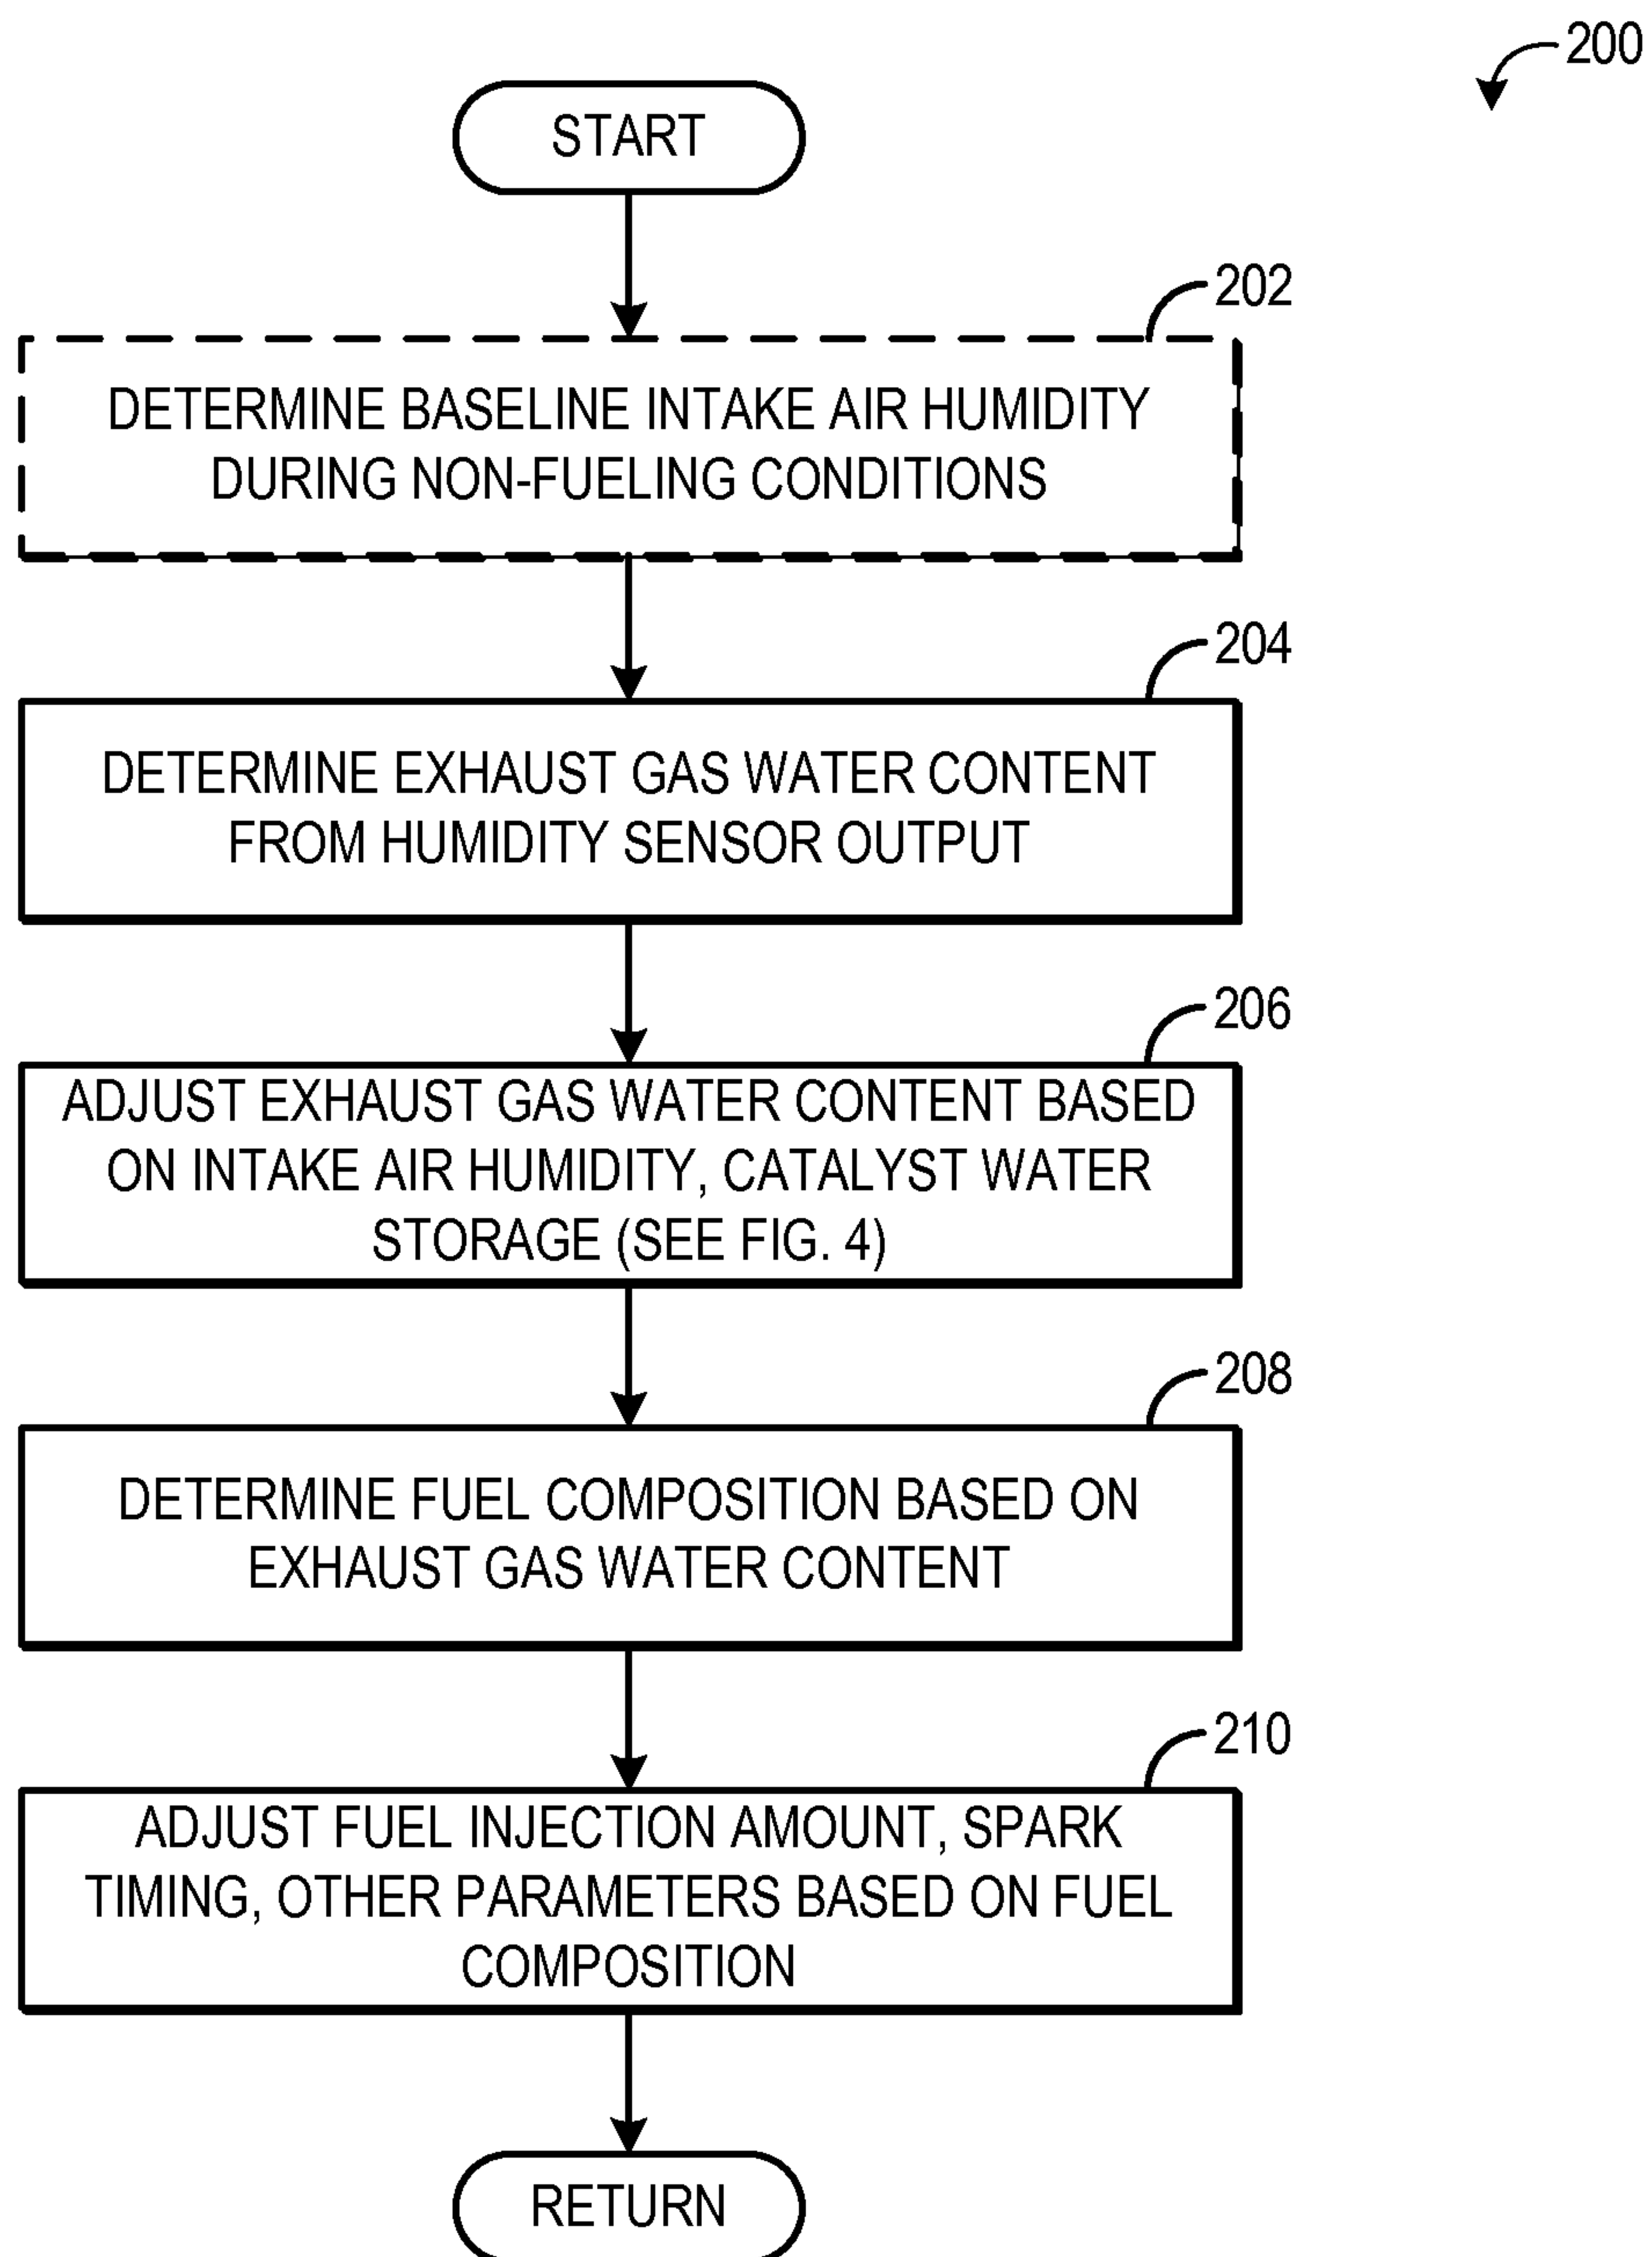 200
START
202
DETERMINE BASELINE INTAKE AIR HUMIDITY
DURING NON-FUELING CONDITIONS
204
DETERMINE EXHAUST GAS WATER CONTENT
FROM HUMIDITY SENSOR OUTPUT
206
ADJUST EXHAUST GAS WATER CONTENT BASED
ON INTAKE AIR HUMIDITY, CATALYST WATER
STORAGE (SEE FIG. 4)
208
DETERMINE FUEL COMPOSITION BASED ON
EXHAUST GAS WATER CONTENT
210
ADJUST FUEL INJECTION AMOUNT, SPARK
TIMING, OTHER PARAMETERS BASED ON FUEL
COMPOSITION
RETURN